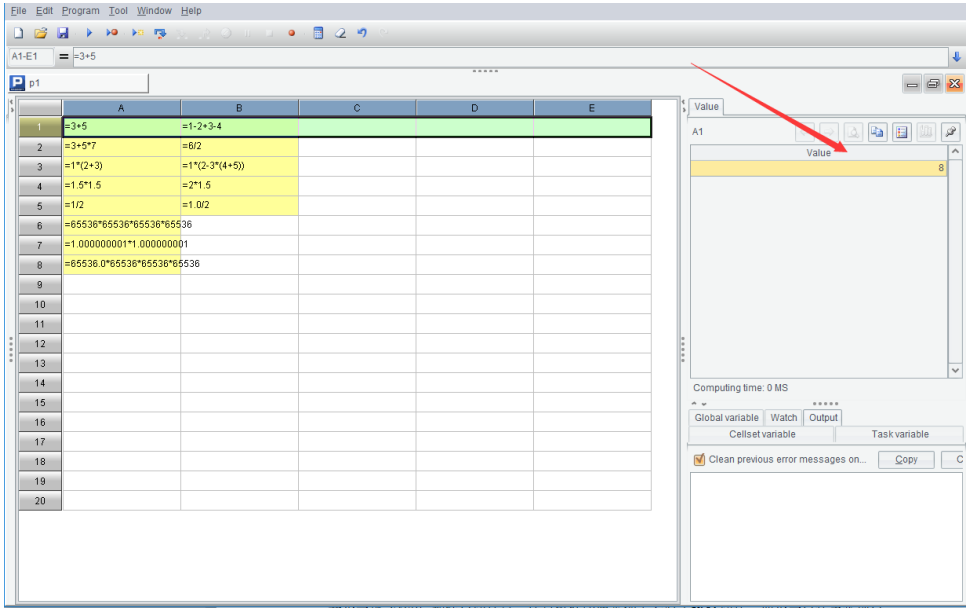 File Edit Program Tool Window Help
A1-E1 = =3+5
P p1
Value
A1
A B C D E
Value
8
1 =3+5 =1-2+3-4
2 =3+5*7 =6/2
3 =1*(2+3) =1*(2-3*(4+5))
4 =1.5*1.5 =2*1.5
5 =1/2 =1.0/2
6 =65536*65536*65536*65536
7 =1.000000001*1.000000001
8 =65536.0*65536*65536*65536
9
10
11
12
13
14
15
16
17
18
19
20
Computing time: 0 MS
Global variable Watch Output
Cellset variable Task variable
Clean previous error messages on... Copy C